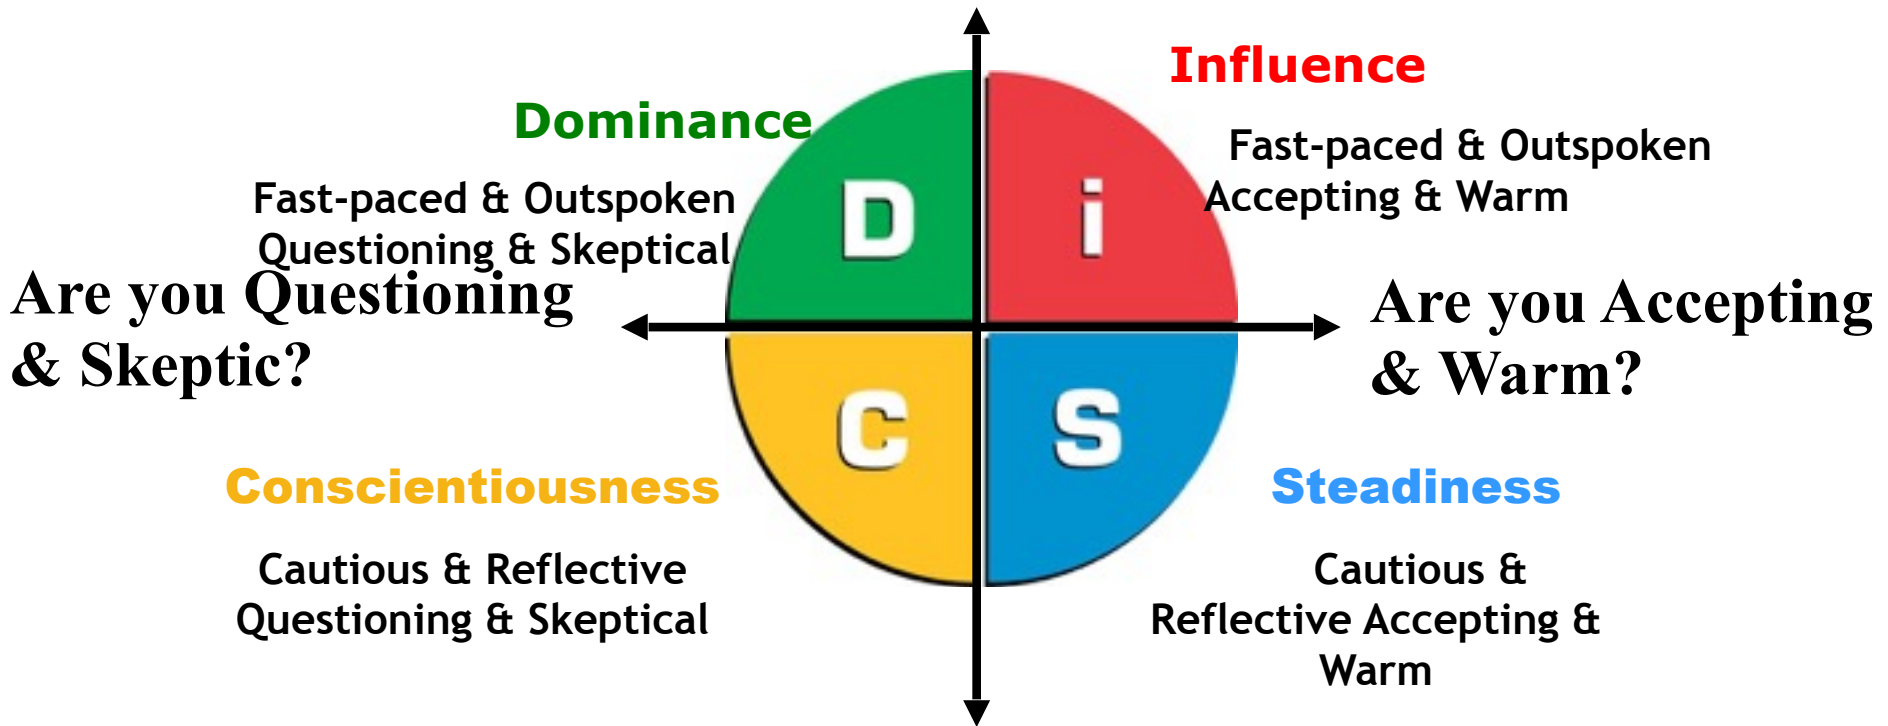 Influence
Dominance
Fast-paced & Outspoken
Accepting & Warm
Fast-paced & Outspoken
Questioning & Skeptical
D
i
Are you Questioning
& Skeptic?
Are you Accepting
& Warm?
C
S
Conscientiousness
Steadiness
Cautious & Reflective
Questioning & Skeptical
Cautious &
Reflective Accepting &
Warm